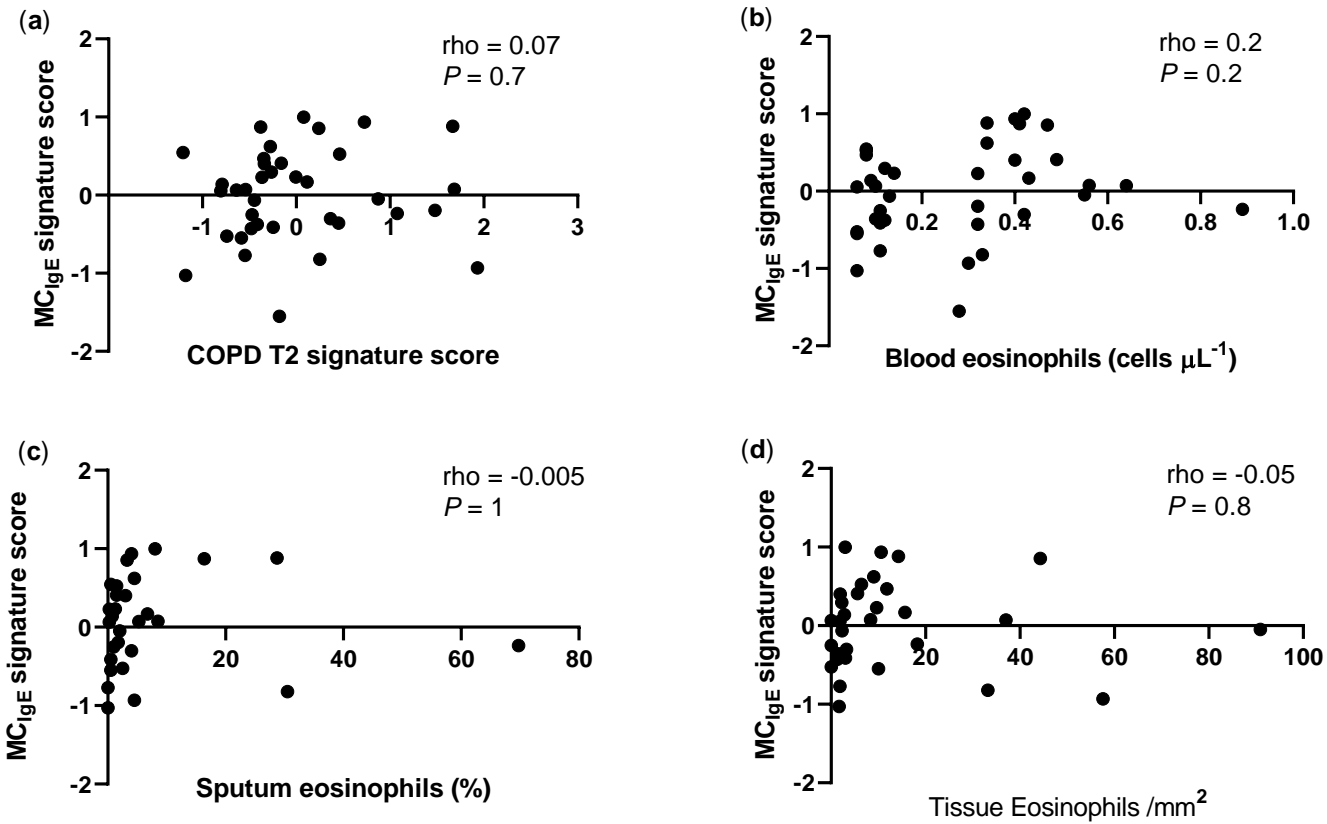 (a)
rho = 0.07
P = 0.7
2
1
0
-1
-2
-1 0 1 2 3
MCIgE signature score
COPD T2 signature score
(b)
rho = 0.2
P = 0.2
2
1
0
-1
-2
0.2 0.4 0.6 0.8 1.0
MCIgE signature score
Blood eosinophils (cells μL-1)
(c)
rho = -0.005
P = 1
2
1
0
-1
-2
20 40 60 80
MCIgE signature score
Sputum eosinophils (%)
(d)
rho = -0.05
P = 0.8
2
1
0
-1
-2
20 40 60 80 100
MCIgE signature score
Tissue Eosinophils /mm2